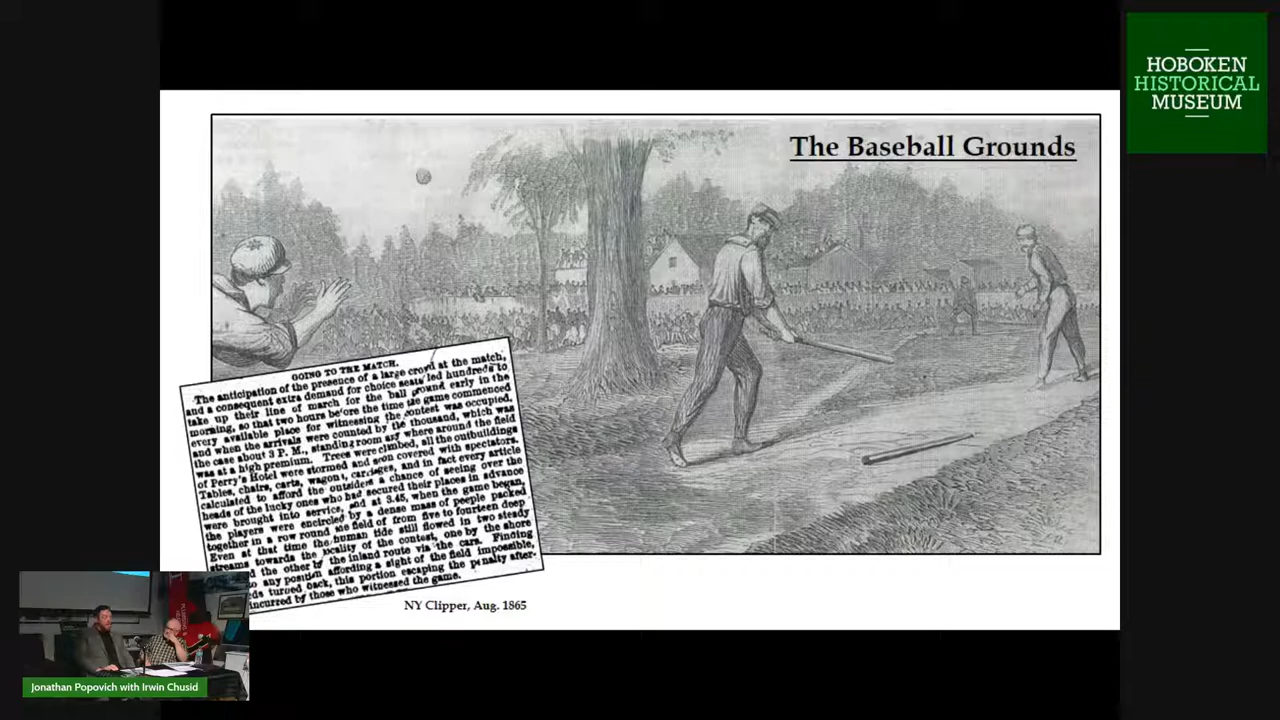 HOBOKEN
HISTORICAL
MUSEUM
The Baseball Grounds
GOING TO THE MATCH.
The anticipation of the presence of a large crowd at the match,
and a consequent extra demand for choice seats led hundreds to
take up their line of march for the ball ground early in the
morning, so that two hours before the time the game commenced
every available place for witnessing the contest was occupied,
and when the arrivals were counted by the thousand, which was
the case about 3 P. M., standing room any where around the field
was at a high premium. Trees were climbed, all the outbuildings
of Perry's Hotel were stormed and soon covered with spectators.
Tables, chairs, carts, wagons, carriages, and in fact every article
calculated to afford the outsiders a chance of seeing over the
heads of the lucky ones who had secured their places in advance
were brought into service, and at 3.45, when the game began,
the players were encircled by a dense mass of people packed
together in a row round the field of from five to fourteen deep
Even at that time the human tide still flowed in two steady
streams towards the locality of the contest, one by the shore
the other by the inland route via the cars. Finding
any position affording a sight of the field impossible,
turned back, this portion escaping the penalty after-
incurred by those who witnessed the game.
NY Clipper, Aug. 1865
Jonathan Popovich with Irwin Chusid